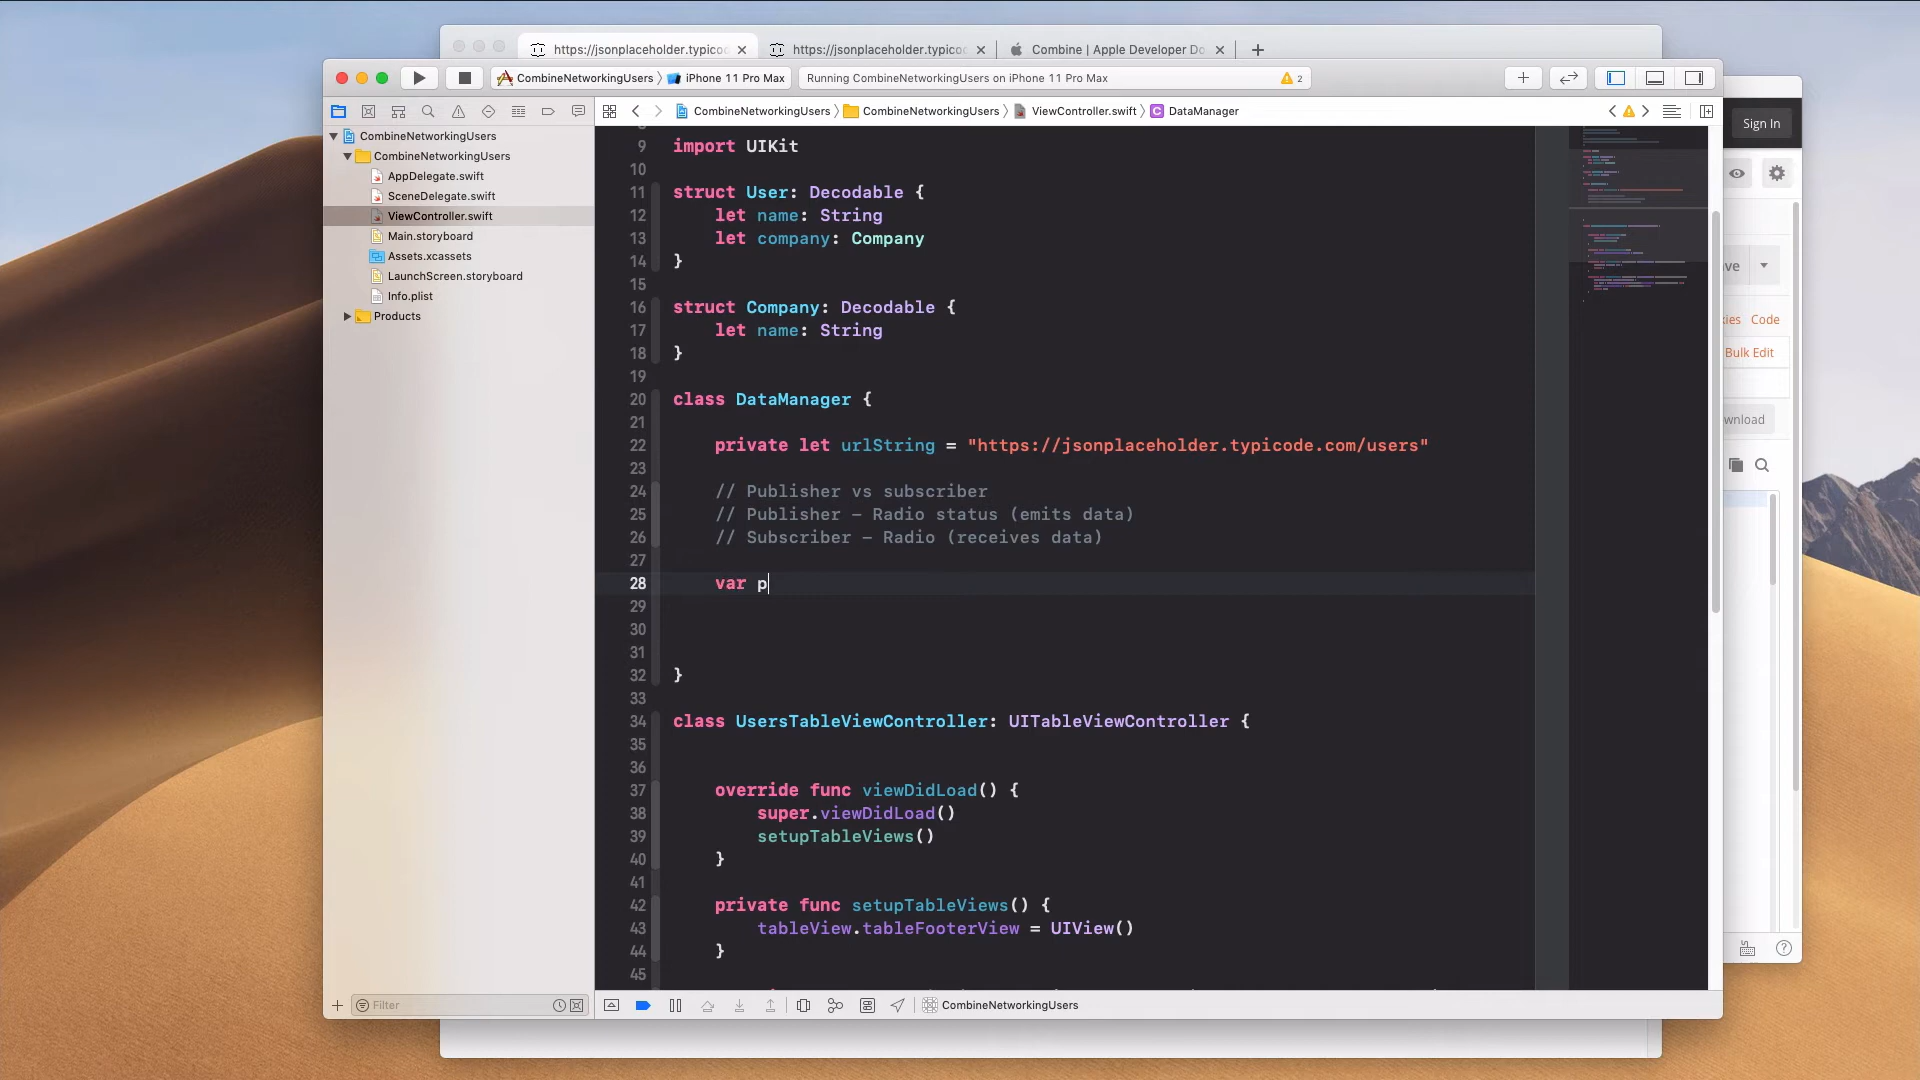 https://jsonplaceholder.typico
https://jsonplaceholder.typico
Combine | Apple Developer Do
CombineNetworkingUsers
iPhone 11 Pro Max
Running CombineNetworkingUsers on iPhone 11 Pro Max
2
CombineNetworkingUsers
CombineNetworkingUsers
ViewController.swift
DataManager
Sign In
CombineNetworkingUsers
CombineNetworkingUsers
AppDelegate.swift
SceneDelegate.swift
ViewController.swift
Main.storyboard
Assets.xcassets
LaunchScreen.storyboard
Info.plist
Products
9 import UIKit
10
11 struct User: Decodable {
12 let name: String
13 let company: Company
14 }
15
16 struct Company: Decodable {
17 let name: String
18 }
19
20 class DataManager {
21
22 private let urlString = "https://jsonplaceholder.typicode.com/users"
23
24 // Publisher vs subscriber
25 // Publisher – Radio status (emits data)
26 // Subscriber – Radio (receives data)
27
28 var p
29
30
31
32 }
33
34 class UsersTableViewController: UITableViewController {
35
36
37 override func viewDidLoad() {
38 super.viewDidLoad()
39 setupTableViews()
40 }
41
42 private func setupTableViews() {
43 tableView.tableFooterView = UIView()
44 }
45
ve
ies
Code
Bulk Edit
wnload
Filter
CombineNetworkingUsers